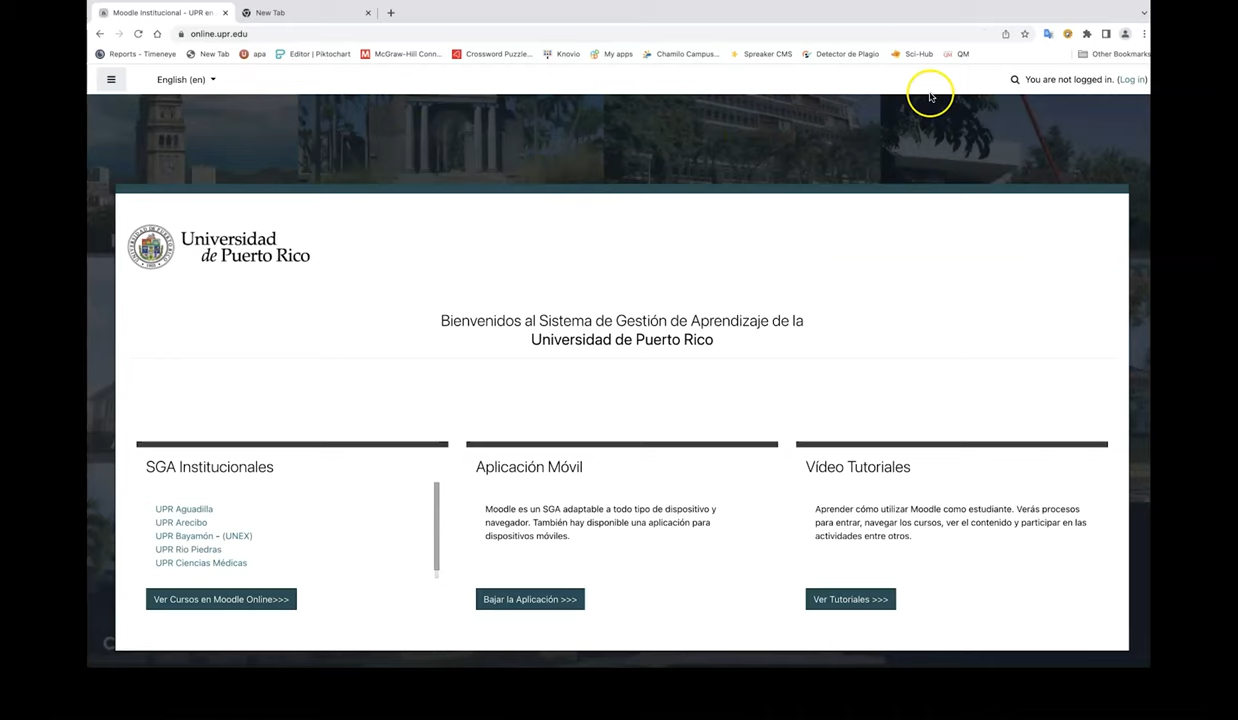 Moodle Institucional - UPR en
New Tab
online.upr.edu
Reports - Timeneye
New Tab
apa
Editor | Piktochart
McGraw-Hill Conn...
Crossword Puzzle...
Knovio
My apps
Chamilo Campus...
Spreaker CMS
Detector de Plagio
Sci-Hub
QM
Other Bookmarks
English (en)
You are not logged in. (Log in)
Universidad
de Puerto Rico
Bienvenidos al Sistema de Gestión de Aprendizaje de la
Universidad de Puerto Rico
SGA Institucionales
UPR Aguadilla
UPR Arecibo
UPR Bayamón - (UNEX)
UPR Rio Piedras
UPR Ciencias Médicas
Ver Cursos en Moodle Online>>>
Aplicación Móvil
Moodle es un SGA adaptable a todo tipo de dispositivo y
navegador. También hay disponible una aplicación para
dispositivos móviles.
Bajar la Aplicación >>>
Vídeo Tutoriales
Aprender cómo utilizar Moodle como estudiante. Verás procesos
para entrar, navegar los cursos, ver el contenido y participar en las
actividades entre otros.
Ver Tutoriales >>>